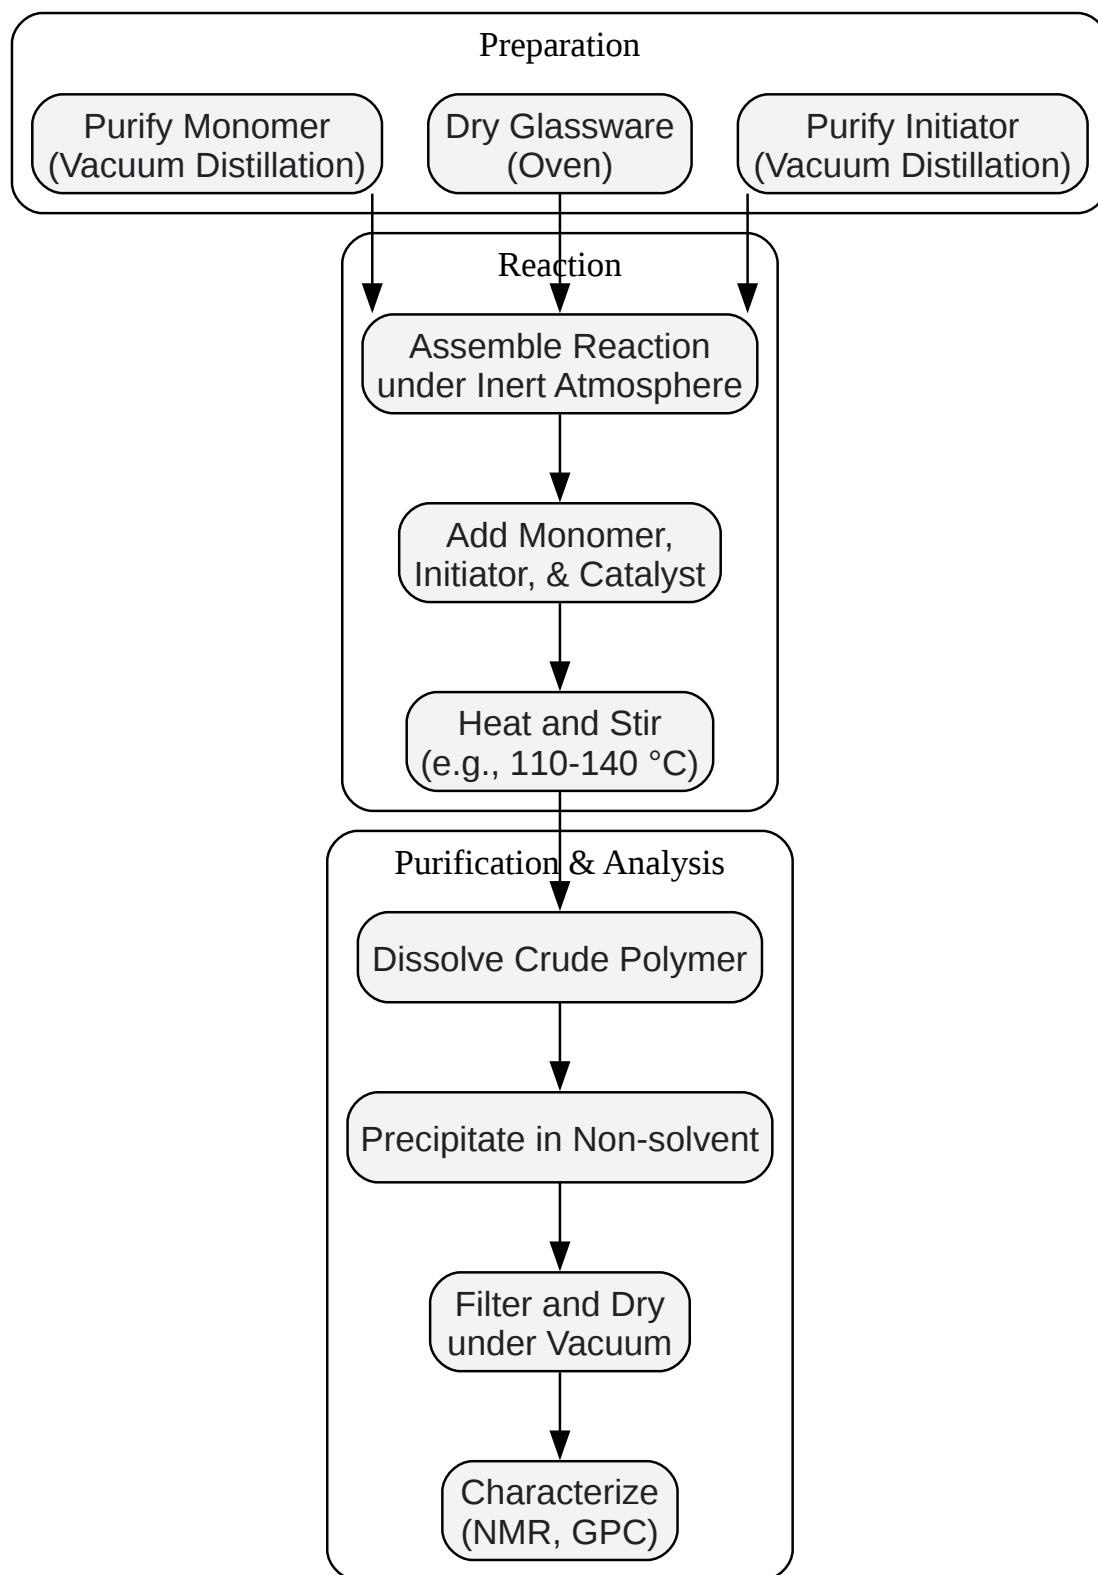 Preparation
Purify Monomer
(Vacuum Distillation)
Dry Glassware
(Oven)
Purify Initiator
(Vacuum Distillation)
Reaction
Assemble Reaction
under Inert Atmosphere
Add Monomer,
Initiator, & Catalyst
Heat and Stir
(e.g., 110-140 °C)
Purification & Analysis
Dissolve Crude Polymer
Precipitate in Non-solvent
Filter and Dry
under Vacuum
Characterize
(NMR, GPC)